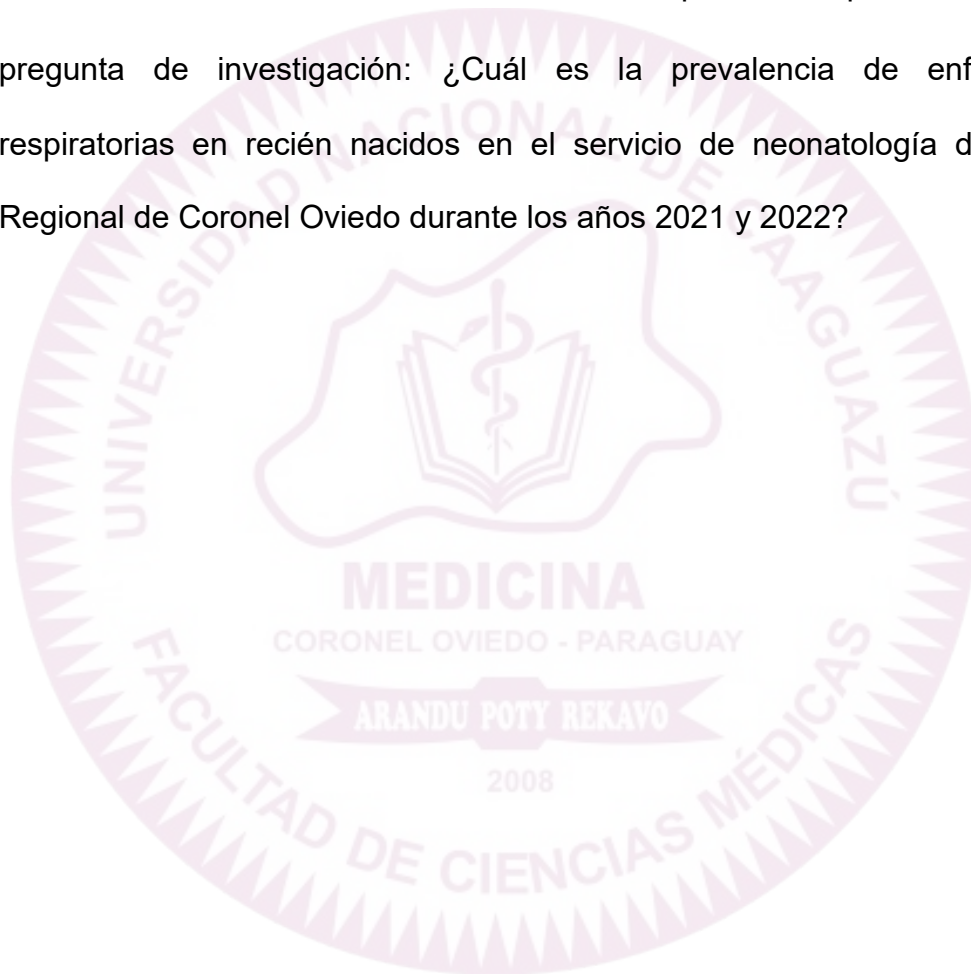 pregunta de investigación: ¿Cuál es la prevalencia de enf
respiratorias en recién nacidos en el servicio de neonatología d
Regional de Coronel Oviedo durante los años 2021 y 2022?
UNIVERSIDAD NACIONAL DE CAAGUAZÚ
MEDICINA
CORONEL OVIEDO - PARAGUAY
ARANDU POTY REKAVO
2008
FACULTAD DE CIENCIAS MÉDICAS